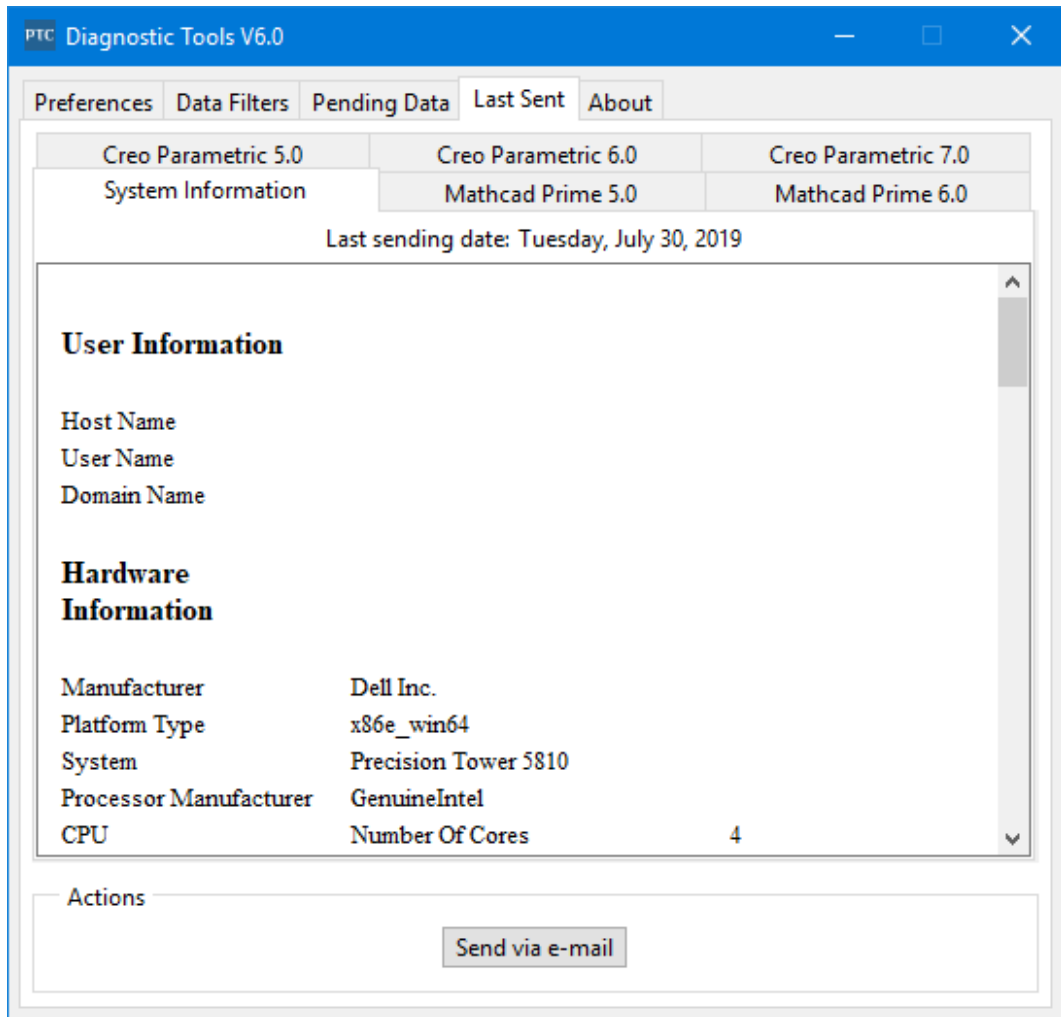 PTC Diagnostic Tools V6.0
Preferences Data Filters Pending Data Last Sent About
Creo Parametric 5.0 Creo Parametric 6.0 Creo Parametric 7.0
System Information Mathcad Prime 5.0 Mathcad Prime 6.0
Last sending date: Tuesday, July 30, 2019
User Information
Host Name
User Name
Domain Name
Hardware
Information
Manufacturer Dell Inc.
Platform Type x86e_win64
System Precision Tower 5810
Processor Manufacturer GenuineIntel
CPU Number Of Cores 4
Actions
Send via e-mail